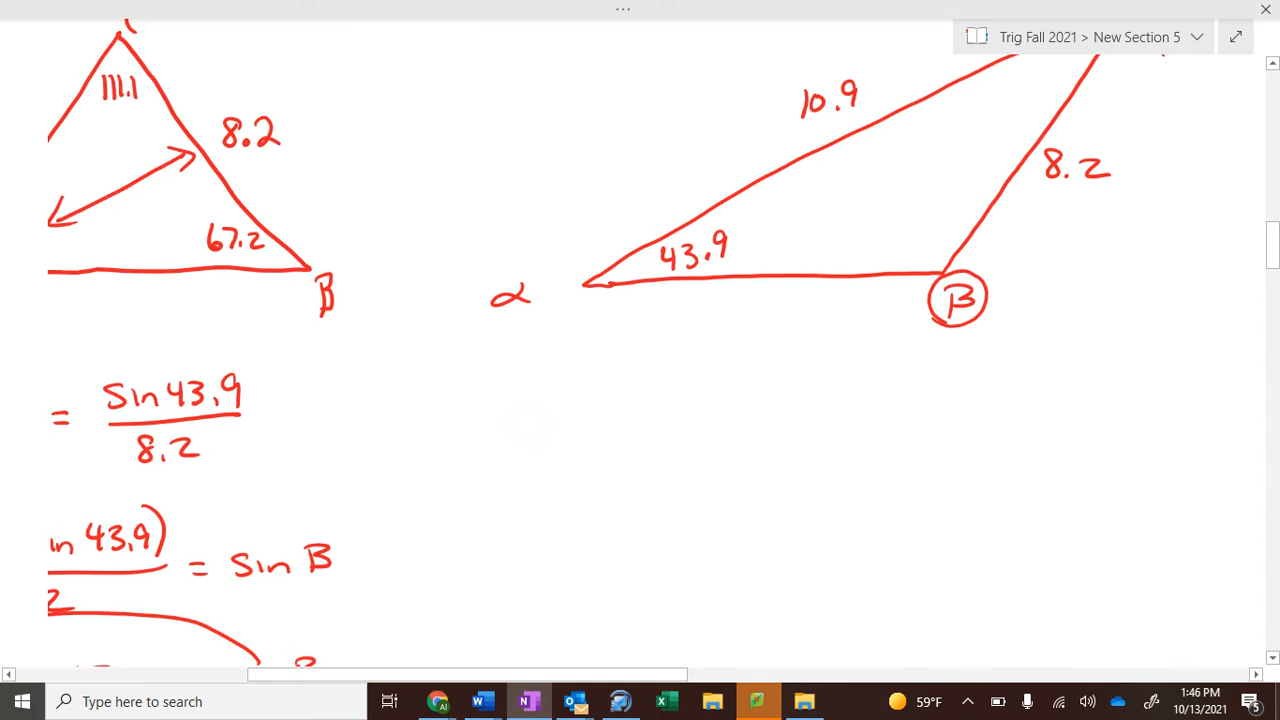 Trig Fall 2021 > New Section 5
111.1
8.2
67.2
B
10.9
8.2
43.9
α
β
= sin 43.9
8.2
in 43.9)
2
= sin B
Type here to search
59°F
1:46 PM
10/13/2021
5